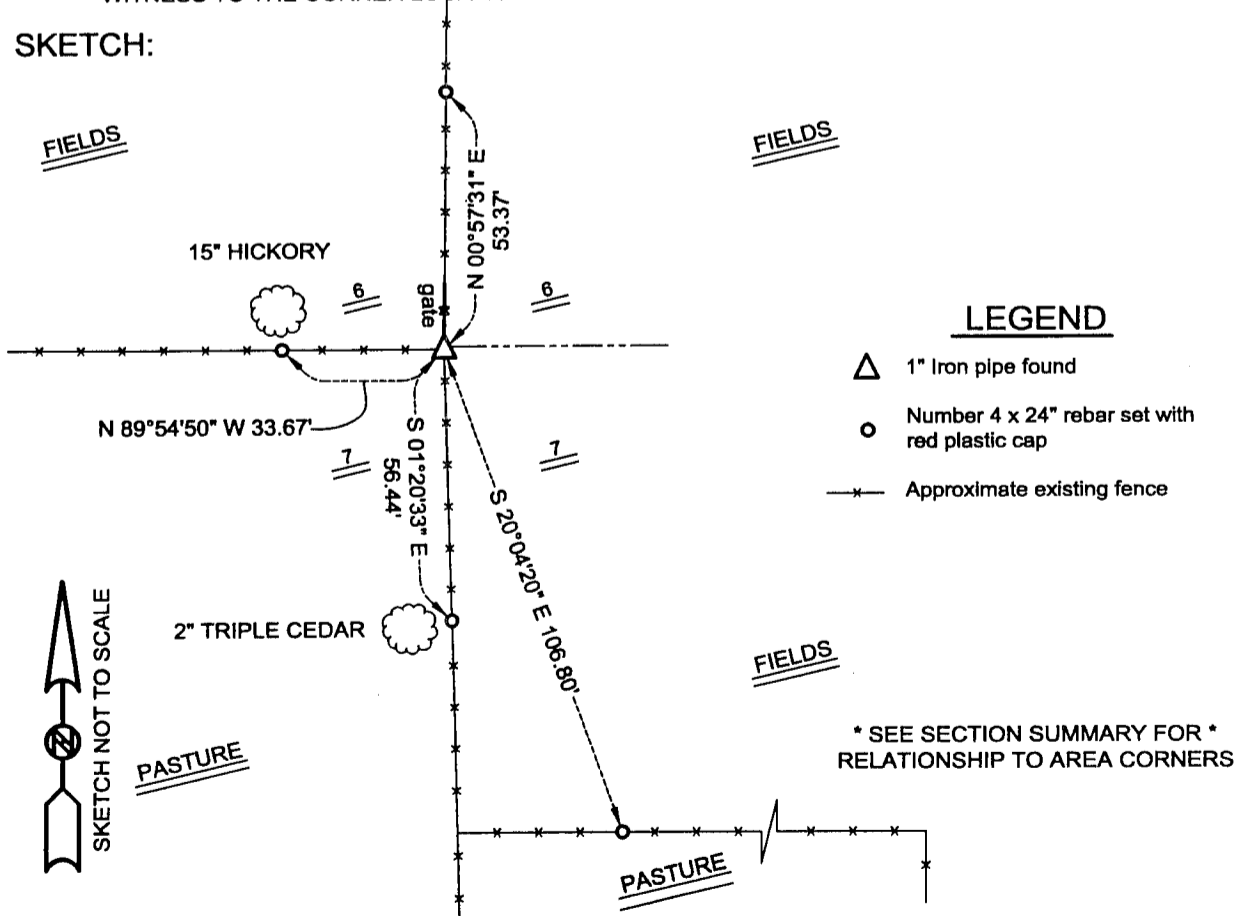 SKETCH:
FIELDS
FIELDS
N 00°57'31" E
53.37'
15" HICKORY
6
gate
6
LEGEND
1" Iron pipe found
Number 4 x 24" rebar set with
red plastic cap
Approximate existing fence
N 89°54'50" W 33.67'
7
7
S 01°20'33" E
56.44'
S 20°04'20" E 106.80'
2" TRIPLE CEDAR
FIELDS
N
SKETCH NOT TO SCALE
PASTURE
* SEE SECTION SUMMARY FOR *
RELATIONSHIP TO AREA CORNERS
PASTURE